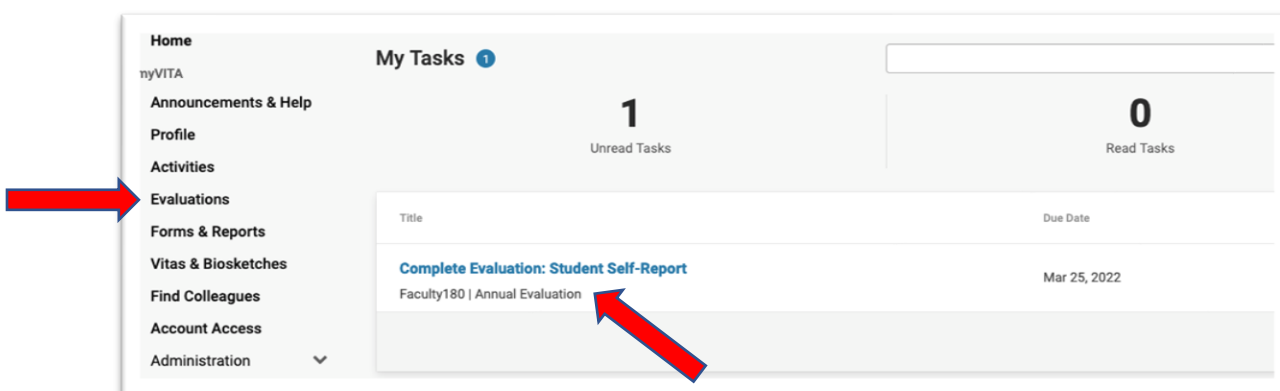 Home
myVITA
Announcements & Help
Profile
Activities
Evaluations
Forms & Reports
Vitas & Biosketches
Find Colleagues
Account Access
Administration
My Tasks 1
1
Unread Tasks
0
Read Tasks
Title
Due Date
Complete Evaluation: Student Self-Report
Mar 25, 2022
Faculty180 | Annual Evaluation